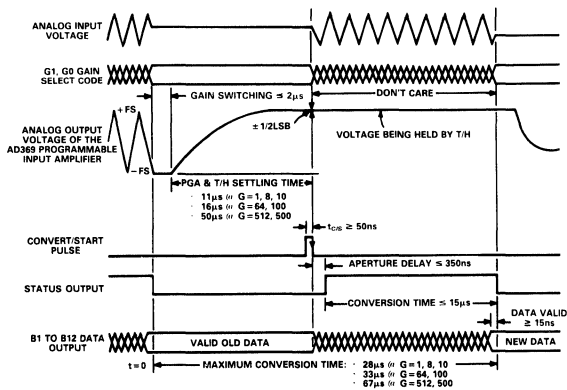 ANALOG INPUT
VOLTAGE
G1, G0 GAIN
SELECT CODE
GAIN SWITCHING ≤ 2μs
DON'T CARE
+FS
±1/2LSB
VOLTAGE BEING HELD BY T/H
ANALOG OUTPUT
VOLTAGE OF THE
AD369 PROGRAMMABLE
INPUT AMPLIFIER
-FS
PGA & T/H SETTLING TIME
· 11μs @ G = 1, 8, 10
· 16μs @ G = 64, 100
· 50μs @ G = 512, 500
tC/S ≥ 50ns
CONVERT/START
PULSE
APERTURE DELAY ≤ 350ns
STATUS OUTPUT
CONVERSION TIME ≤ 15μs
DATA VALID
≥ 15ns
B1 TO B12 DATA
OUTPUT
VALID OLD DATA
NEW DATA
t = 0
MAXIMUM CONVERSION TIME: · 28μs @ G = 1, 8, 10
· 33μs @ G = 64, 100
· 67μs @ G = 512, 500